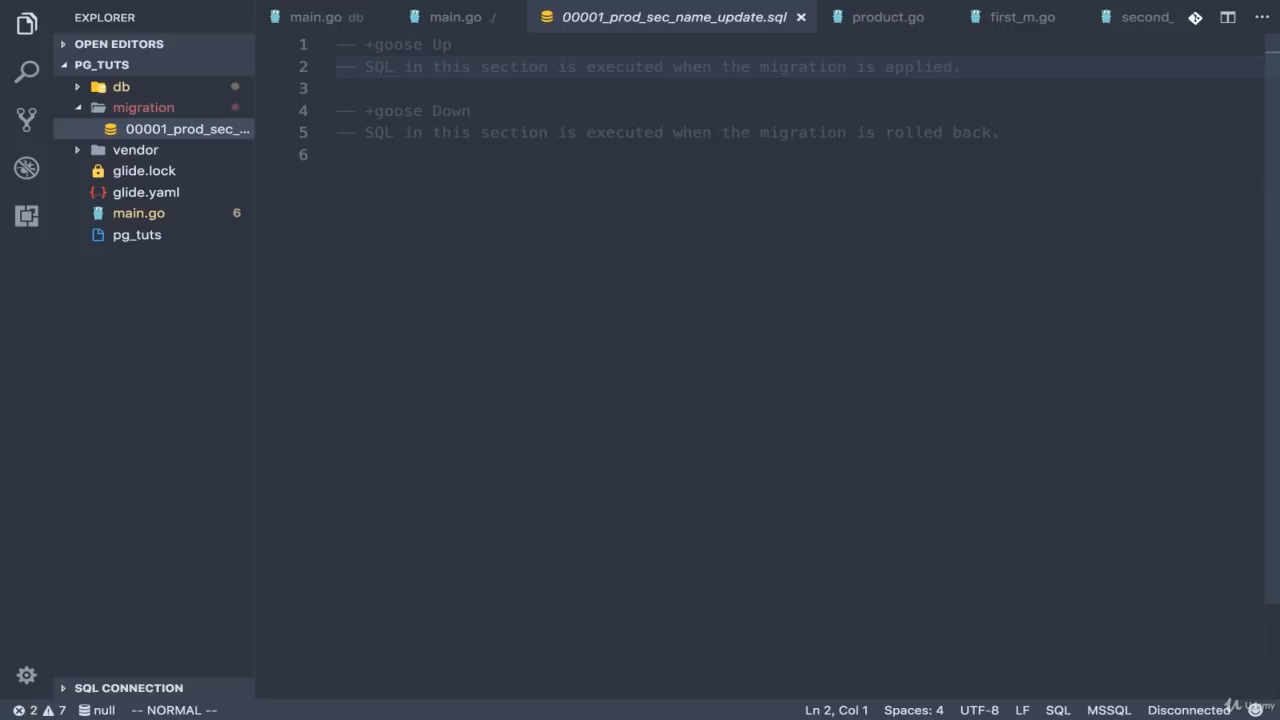 EXPLORER
main.go db
main.go ./
00001_prod_sec_name_update.sql
product.go
first_m.go
second_
OPEN EDITORS
PG_TUTS
db
migration
00001_prod_sec_...
vendor
glide.lock
glide.yaml
main.go 6
pg_tuts
1 -- +goose Up
2 -- SQL in this section is executed when the migration is applied.
3
4 -- +goose Down
5 -- SQL in this section is executed when the migration is rolled back.
6
SQL CONNECTION
2 7 null -- NORMAL --
Ln 2, Col 1 Spaces: 4 UTF-8 LF SQL MSSQL Disconnected
Udemy